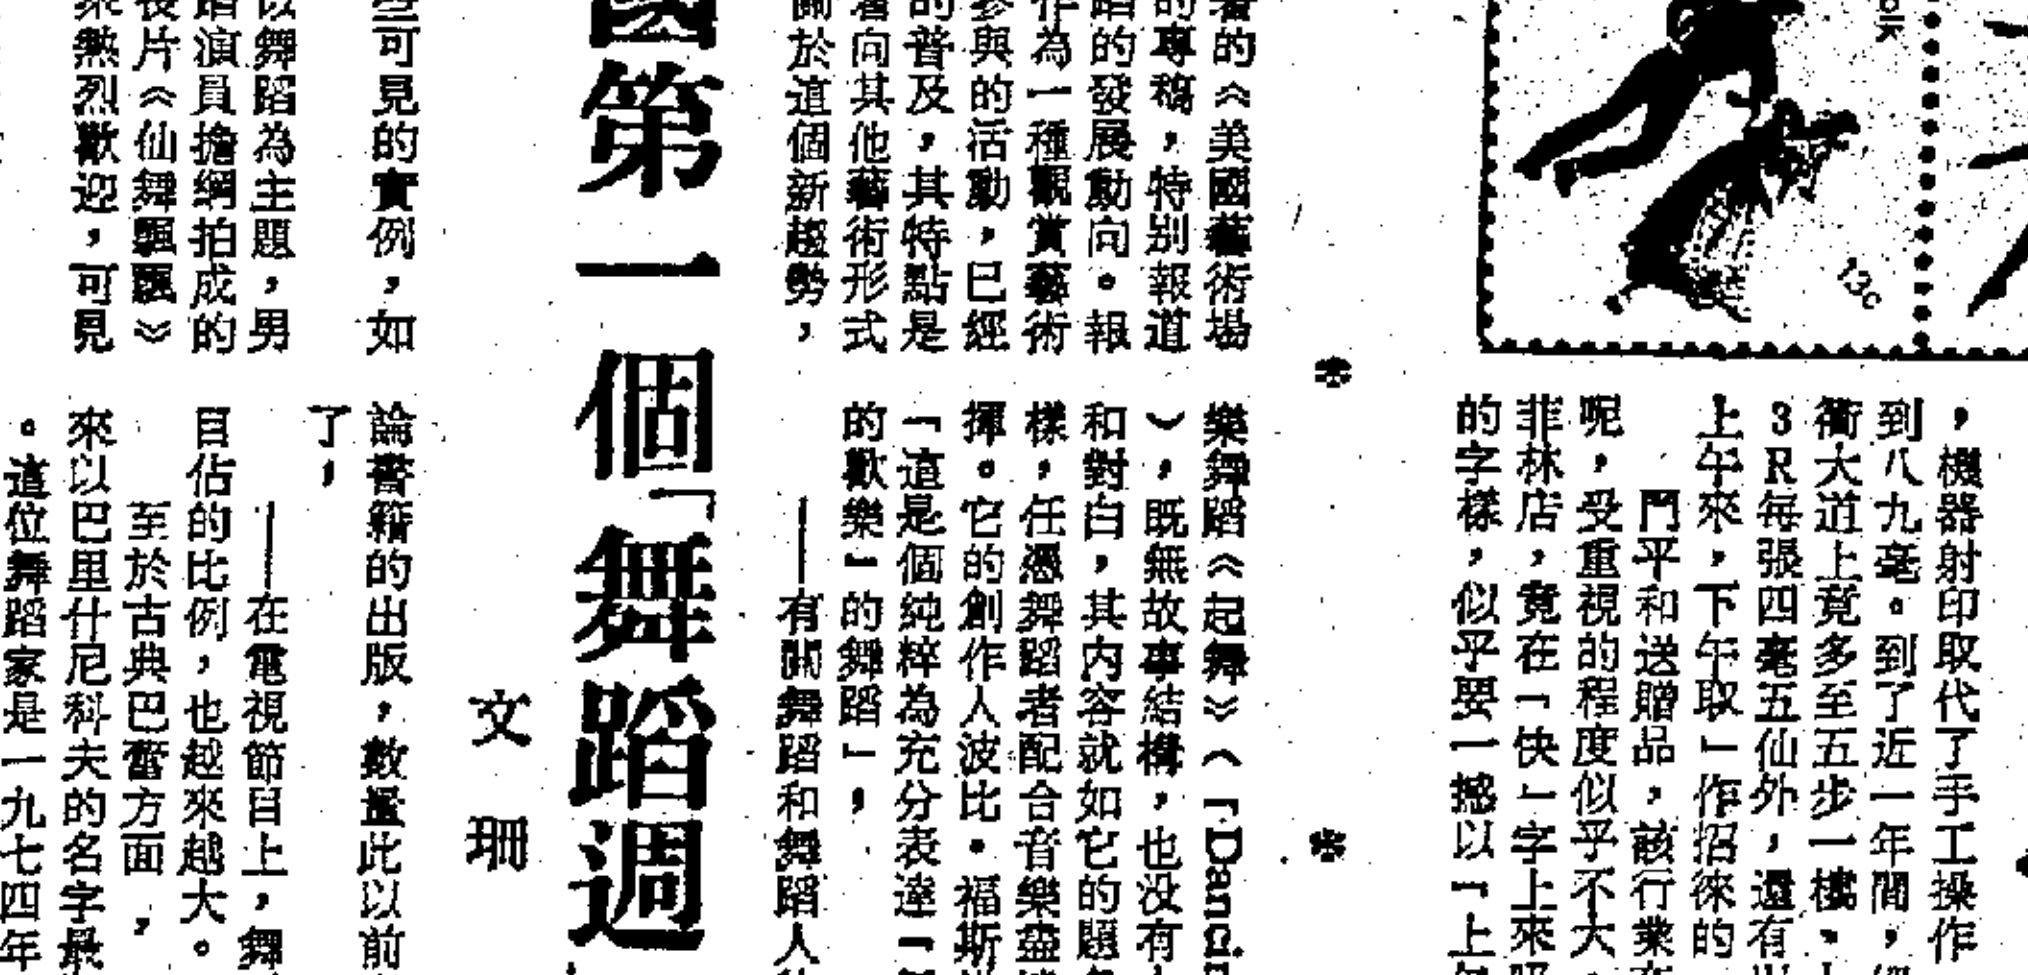 13c
，機器射印取代了手工操作
到八九毫。到了近一年間，
衢大道上竟多至五步一樓。
3R每張四毫五仙外，還有
上午來，下午取」作招徠的
門平和送贈品，該行業在
呢，受重視的程度似乎不大，
菲林店，竟在「快」字上來
的字樣，似乎要一撼以「上
國第一個「舞蹈週
文珊
著的《美國藝術場
的專稿，特別報道
蹈的發展動向。報
作為一種觀賞藝術
參與的活動，已經
的普及，其特點是
着向其他藝術形式
關於這個新趨勢，
樂舞蹈《起舞》（「Dancin
），既無故事結構，也没有
和對白，其内容就如它的題
樣，任憑舞蹈者配合音樂盡
揮。它的創作人波比·福斯
「這是個純粹為充分表達「
的歡樂」的舞蹈」，
——有關舞蹈和舞蹈人
些可見的實例，如
以舞蹈為主題，男
蹈演員擔綱拍成的
長片《仙舞飄飄》
眾熱烈歡迎，可見
論書籍的出版，數量此以前
了，
——在電視節目上，舞
目佔的比例，也越來越大。
至於古典巴蕾方面，
來以巴里什尼科夫的名字最
。這位舞蹈家是一九七四年